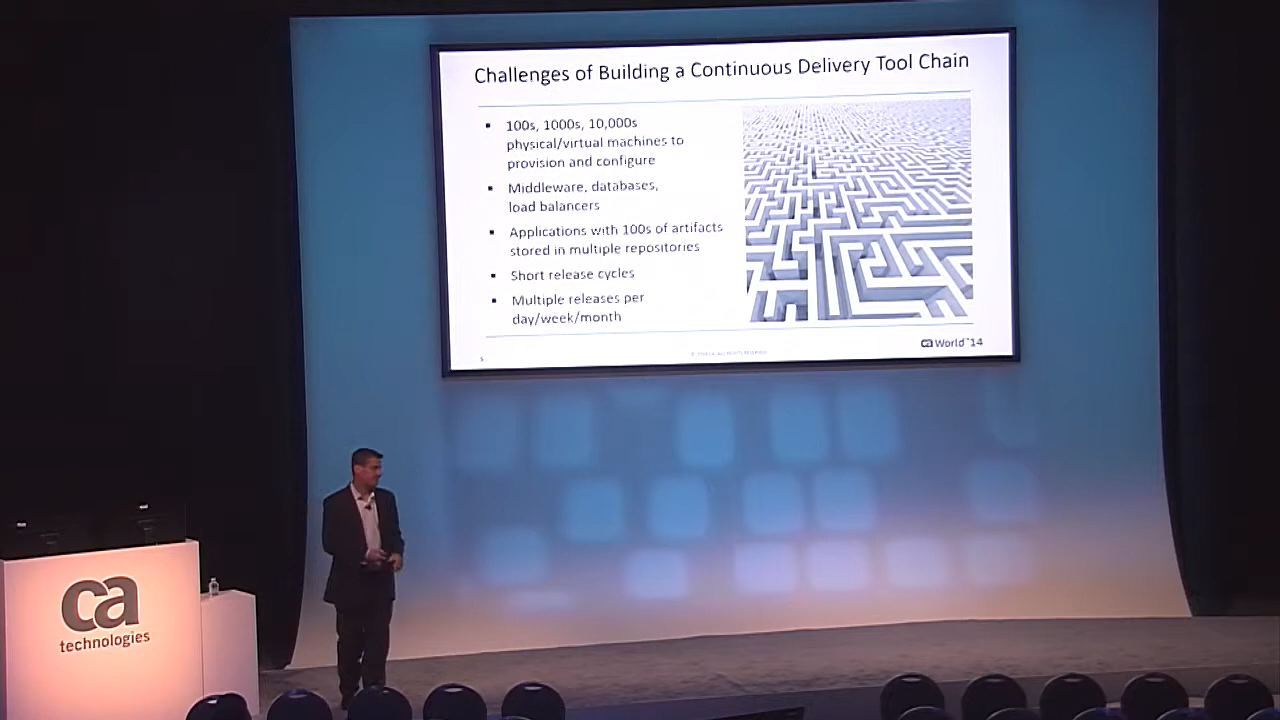 Challenges of Building a Continuous Delivery Tool Chain
▪ 100s, 1000s, 10,000s
physical/virtual machines to
provision and configure
▪ Middleware, databases,
load balancers
▪ Applications with 100s of artifacts
stored in multiple repositories
▪ Short release cycles
▪ Multiple releases per
day/week/month
ca World '14
ca
technologies